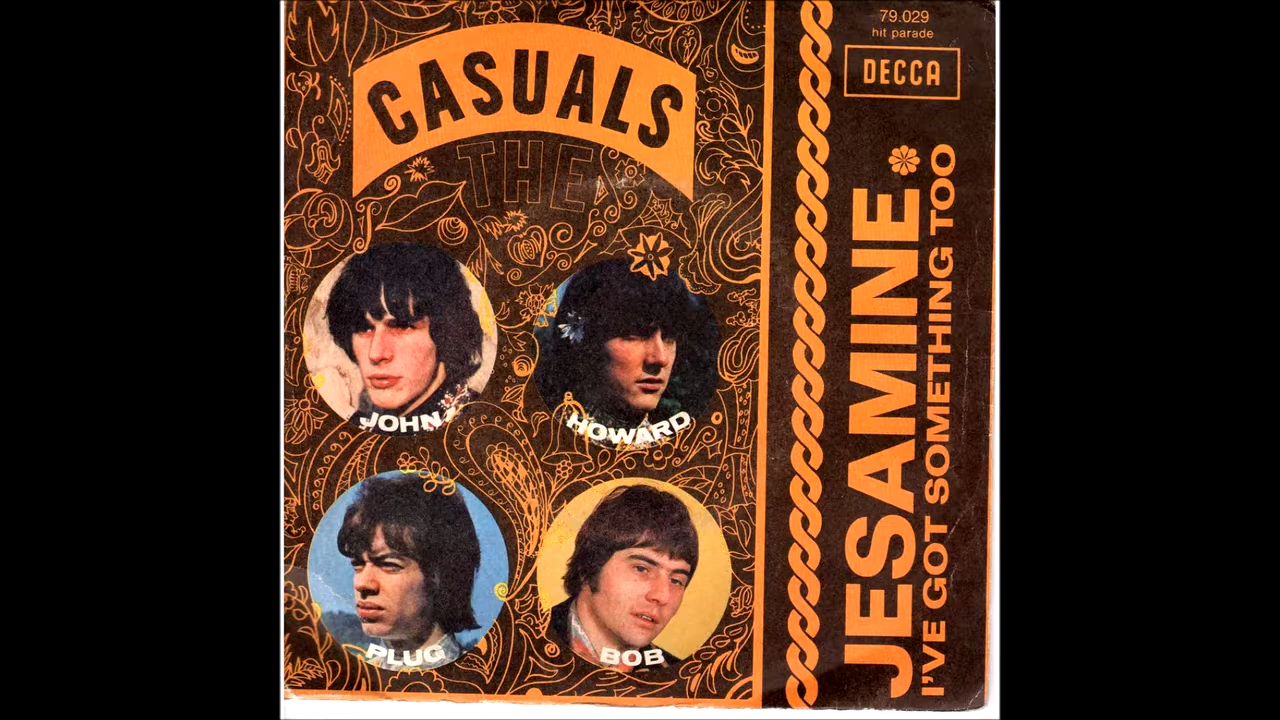 CASUALS
THE
JOHN
HOWARD
PLUG
BOB
79.029
hit parade
DECCA
JESAMINE
I'VE GOT SOMETHING TOO